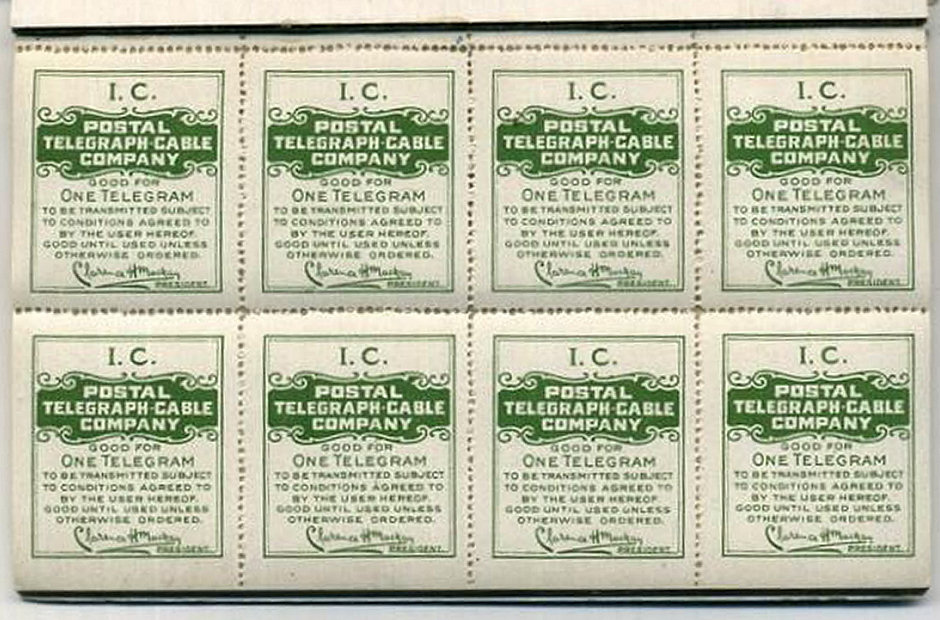 I. C.
POSTAL
TELEGRAPH-CABLE
COMPANY
GOOD FOR
ONE TELEGRAM
TO BE TRANSMITTED SUBJECT
TO CONDITIONS AGREED TO
BY THE USER HEREOF.
GOOD UNTIL USED UNLESS
OTHERWISE ORDERED.
Clarence H Mackay
PRESIDENT.
I. C.
POSTAL
TELEGRAPH-CABLE
COMPANY
GOOD FOR
ONE TELEGRAM
TO BE TRANSMITTED SUBJECT
TO CONDITIONS AGREED TO
BY THE USER HEREOF.
GOOD UNTIL USED UNLESS
OTHERWISE ORDERED.
Clarence H Mackay
PRESIDENT.
I. C.
POSTAL
TELEGRAPH-CABLE
COMPANY
GOOD FOR
ONE TELEGRAM
TO BE TRANSMITTED SUBJECT
TO CONDITIONS AGREED TO
BY THE USER HEREOF.
GOOD UNTIL USED UNLESS
OTHERWISE ORDERED.
Clarence H Mackay
PRESIDENT.
I. C.
POSTAL
TELEGRAPH-CABLE
COMPANY
GOOD FOR
ONE TELEGRAM
TO BE TRANSMITTED SUBJECT
TO CONDITIONS AGREED TO
BY THE USER HEREOF.
GOOD UNTIL USED UNLESS
OTHERWISE ORDERED.
Clarence H Mackay
PRESIDENT.
I. C.
POSTAL
TELEGRAPH-CABLE
COMPANY
GOOD FOR
ONE TELEGRAM
TO BE TRANSMITTED SUBJECT
TO CONDITIONS AGREED TO
BY THE USER HEREOF.
GOOD UNTIL USED UNLESS
OTHERWISE ORDERED.
Clarence H Mackay
PRESIDENT.
I. C.
POSTAL
TELEGRAPH-CABLE
COMPANY
GOOD FOR
ONE TELEGRAM
TO BE TRANSMITTED SUBJECT
TO CONDITIONS AGREED TO
BY THE USER HEREOF.
GOOD UNTIL USED UNLESS
OTHERWISE ORDERED.
Clarence H Mackay
PRESIDENT.
I. C.
POSTAL
TELEGRAPH-CABLE
COMPANY
GOOD FOR
ONE TELEGRAM
TO BE TRANSMITTED SUBJECT
TO CONDITIONS AGREED TO
BY THE USER HEREOF.
GOOD UNTIL USED UNLESS
OTHERWISE ORDERED.
Clarence H Mackay
PRESIDENT.
I. C.
POSTAL
TELEGRAPH-CABLE
COMPANY
GOOD FOR
ONE TELEGRAM
TO BE TRANSMITTED SUBJECT
TO CONDITIONS AGREED TO
BY THE USER HEREOF.
GOOD UNTIL USED UNLESS
OTHERWISE ORDERED.
Clarence H Mackay
PRESIDENT.